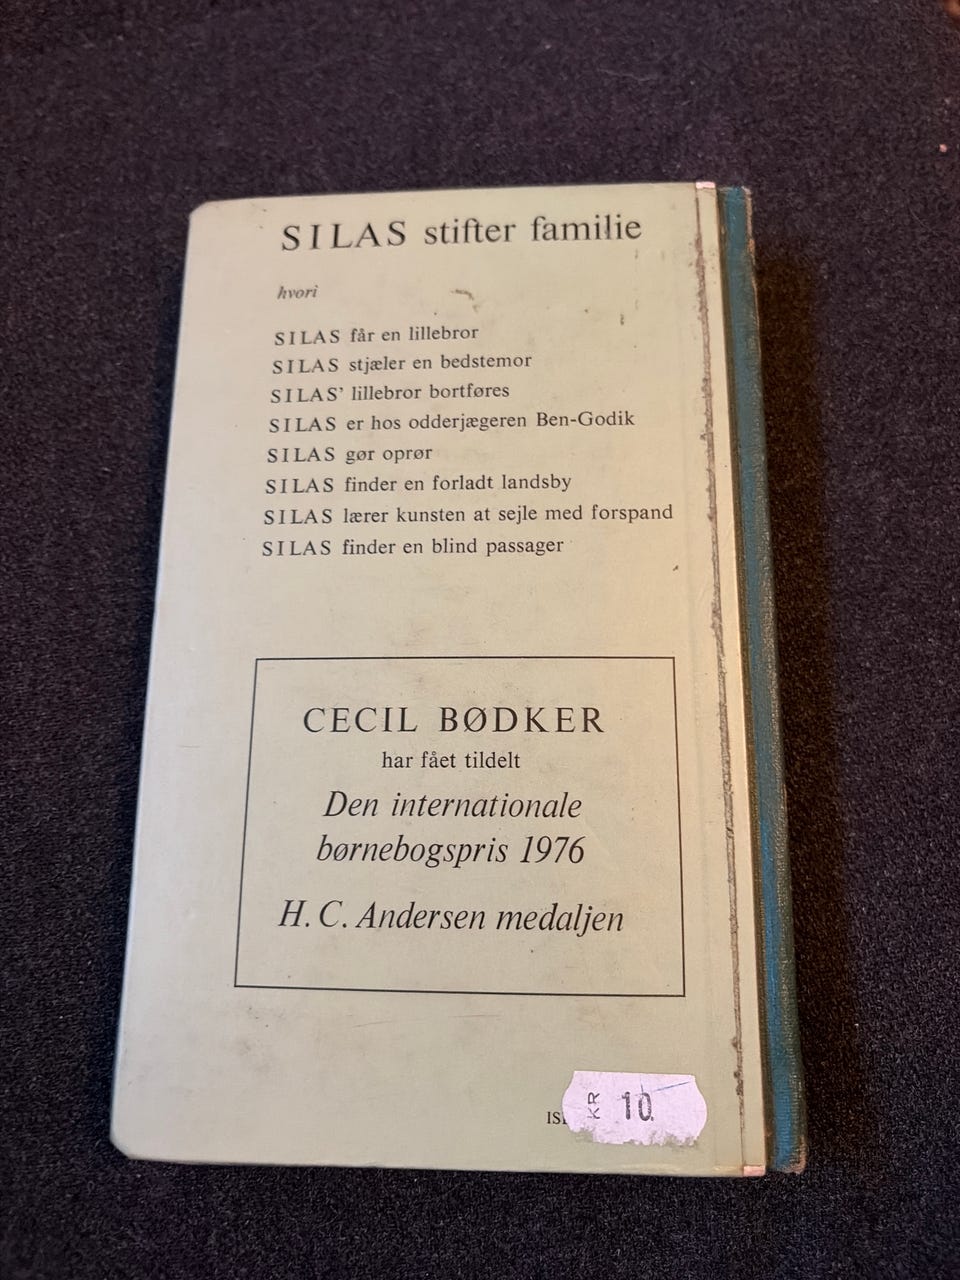 SILAS stifter familie
hvori
SILAS får en lillebror
SILAS stjæler en bedstemor
SILAS' lillebror bortføres
SILAS er hos odderjægeren Ben-Godik
SILAS gør oprør
SILAS finder en forladt landsby
SILAS lærer kunsten at sejle med forspand
SILAS finder en blind passager
CECIL BØDKER
har fået tildelt
Den internationale
børnebogspris 1976
H. C. Andersen medaljen
KR 10